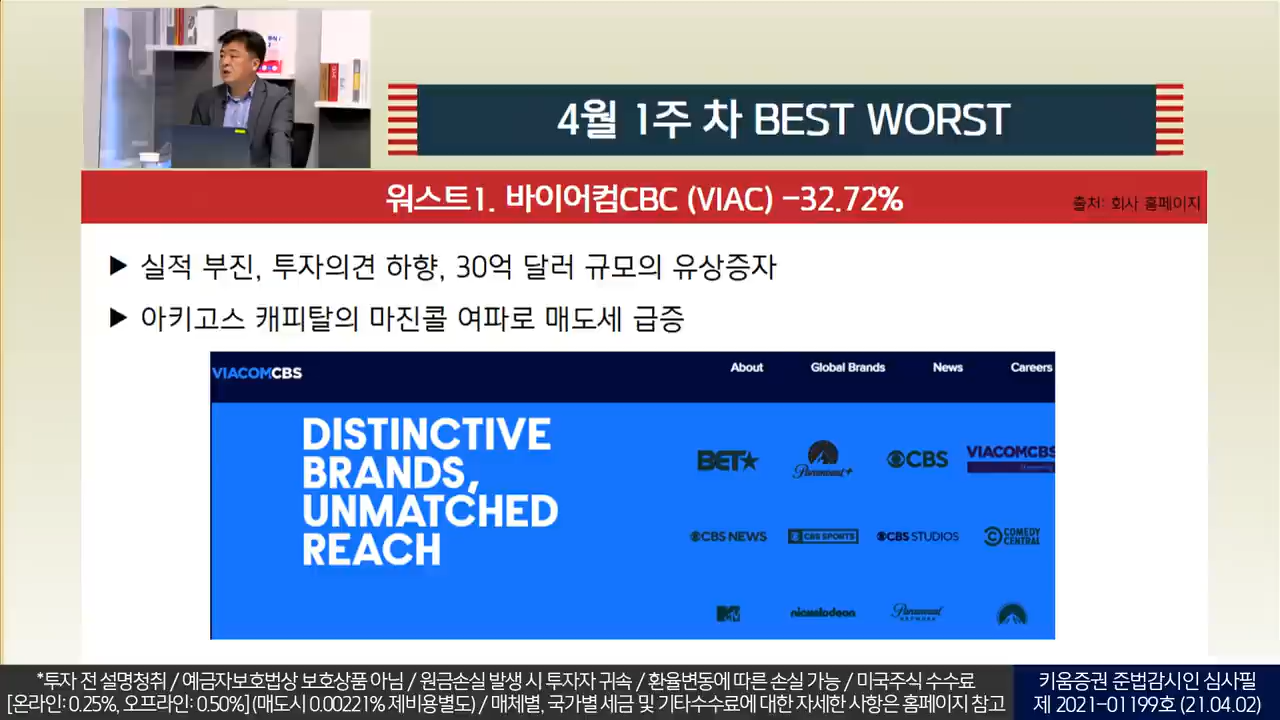 4월 1주 차 BEST WORST
워스트1. 바이어컴CBC (VIAC) -32.72%
출처: 회사 홈페이지
▶ 실적 부진, 투자의견 하향, 30억 달러 규모의 유상증자
▶ 아키고스 캐피탈의 마진콜 여파로 매도세 급증
VIACOMCBS
About Global Brands News Careers
DISTINCTIVE
BRANDS,
UNMATCHED
REACH
BET Paramount+ CBS VIACOMCBS
CBS NEWS CBS SPORTS CBS STUDIOS COMEDY CENTRAL
MTV nickelodeon Paramount NETWORK
*투자 전 설명청취 / 예금자보호법상 보호상품 아님 / 원금손실 발생 시 투자자 귀속 / 환율변동에 따른 손실 가능 / 미국주식 수수료
[온라인: 0.25%, 오프라인: 0.50%] (매도시 0.00221% 제비용별도) / 매체별, 국가별 세금 및 기타수수료에 대한 자세한 사항은 홈페이지 참고
키움증권 준법감시인 심사필
제 2021-01199호 (21.04.02)